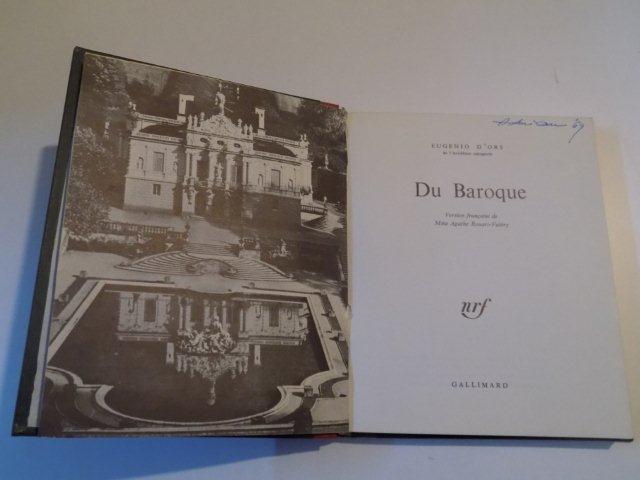 EUGENIO D'ORS
de l'Académie espagnole
Du Baroque
Version française de
Mme Agathe Rouart-Valéry
nrf
GALLIMARD